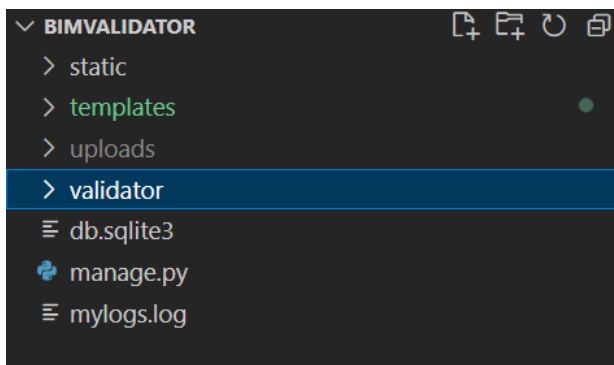 BIMVALIDATOR
static
templates
uploads
validator
db.sqlite3
manage.py
mylogs.log